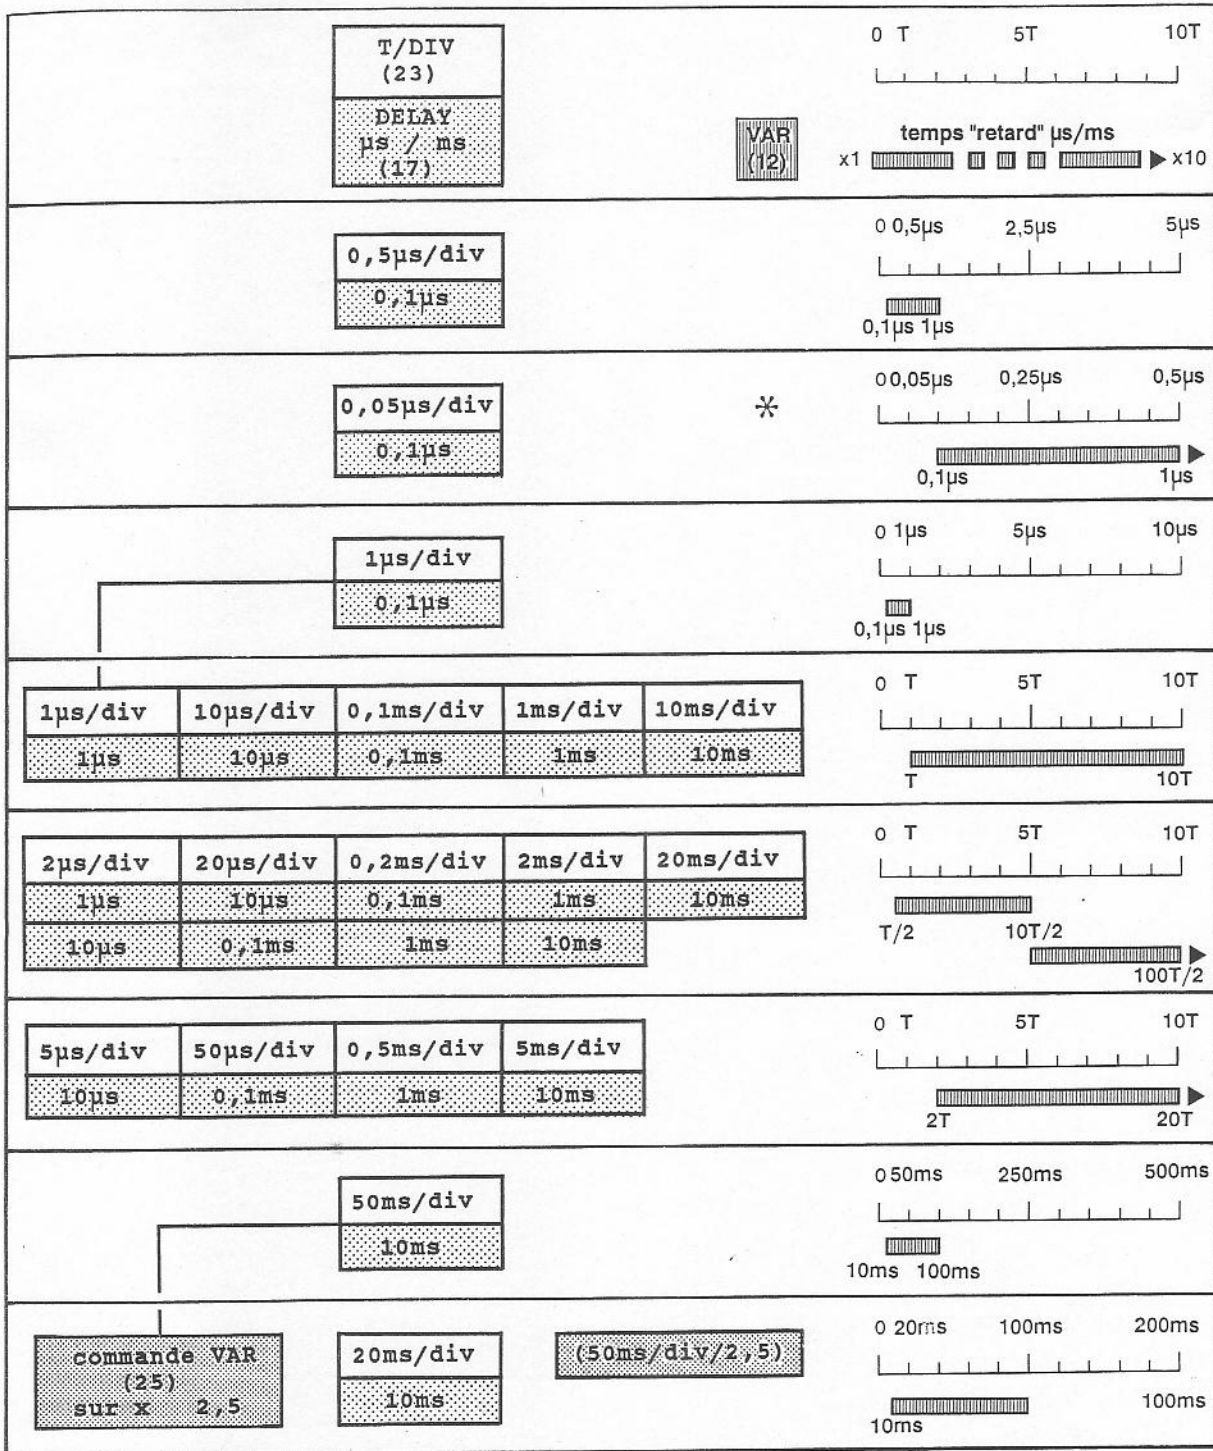 T/DIV
(23)
DELAY
µs / ms
(17)
VAR
(12)
0 T 5T 10T
temps "retard" µs/ms
x1 x10
0,5µs/div
0,1µs
0 0,5µs 2,5µs 5µs
0,1µs 1µs
0,05µs/div
0,1µs
*
0 0,05µs 0,25µs 0,5µs
0,1µs 1µs
1µs/div
0,1µs
0 1µs 5µs 10µs
0,1µs 1µs
1µs/div 10µs/div 0,1ms/div 1ms/div 10ms/div
1µs 10µs 0,1ms 1ms 10ms
0 T 5T 10T
T 10T
2µs/div 20µs/div 0,2ms/div 2ms/div 20ms/div
1µs 10µs 0,1ms 1ms 10ms
10µs 0,1ms 1ms 10ms
0 T 5T 10T
T/2 10T/2
100T/2
5µs/div 50µs/div 0,5ms/div 5ms/div
10µs 0,1ms 1ms 10ms
0 T 5T 10T
2T 20T
50ms/div
10ms
0 50ms 250ms 500ms
10ms 100ms
commande VAR
(25)
sur x 2,5
20ms/div
10ms
(50ms/div/2,5)
0 20ms 100ms 200ms
10ms 100ms